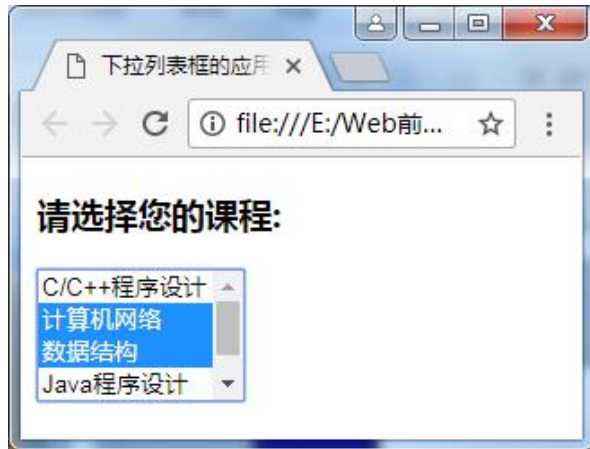 下拉列表框的应用
file:///E:/Web前...
请选择您的课程:
C/C++程序设计
计算机网络
数据结构
Java程序设计